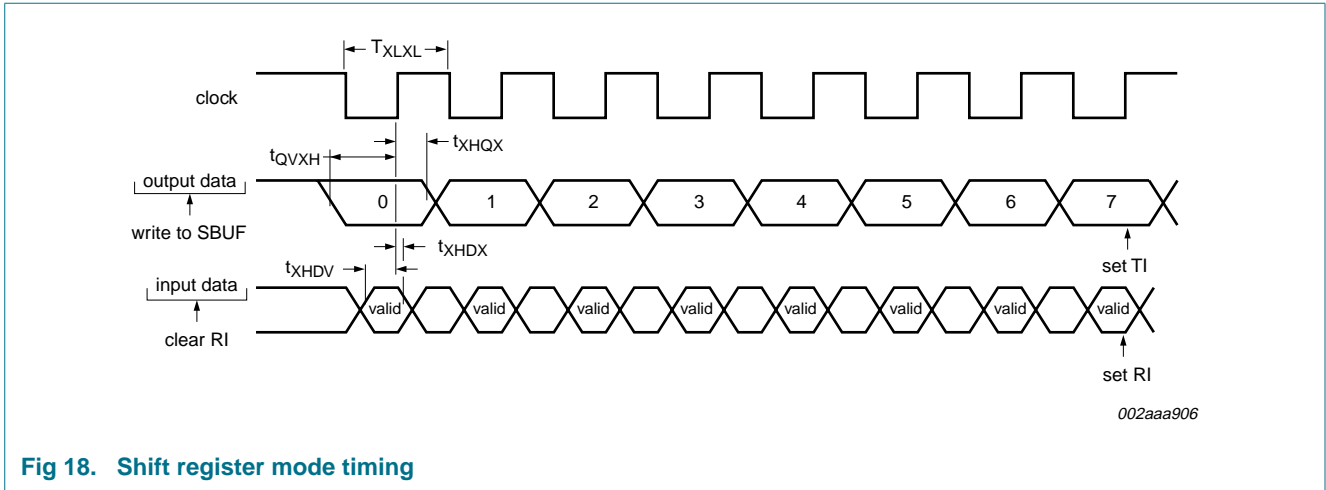 TXLXL
clock
tXHQX
tQVXH
output data
0 1 2 3 4 5 6 7
write to SBUF
tXHDX
set TI
tXHDV
input data
valid valid valid valid valid valid valid valid
clear RI
set RI
002aaa906
Fig 18. Shift register mode timing